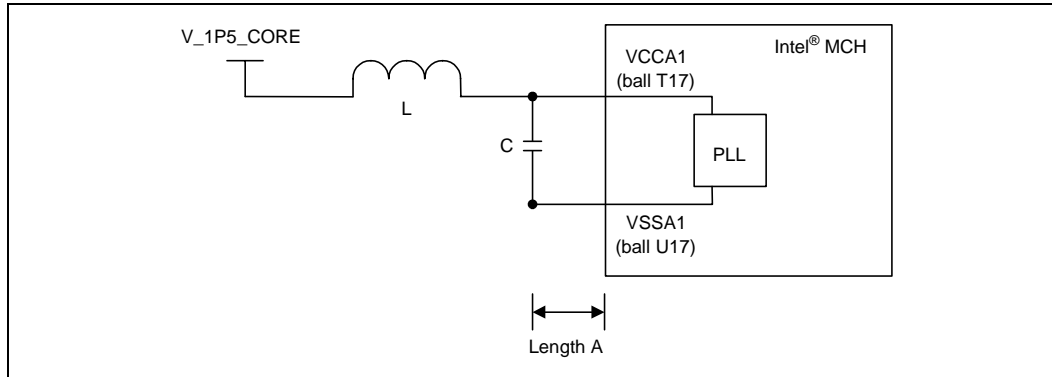 V_1P5_CORE
L
C
VCCA1
(ball T17)
Intel® MCH
PLL
VSSA1
(ball U17)
Length A